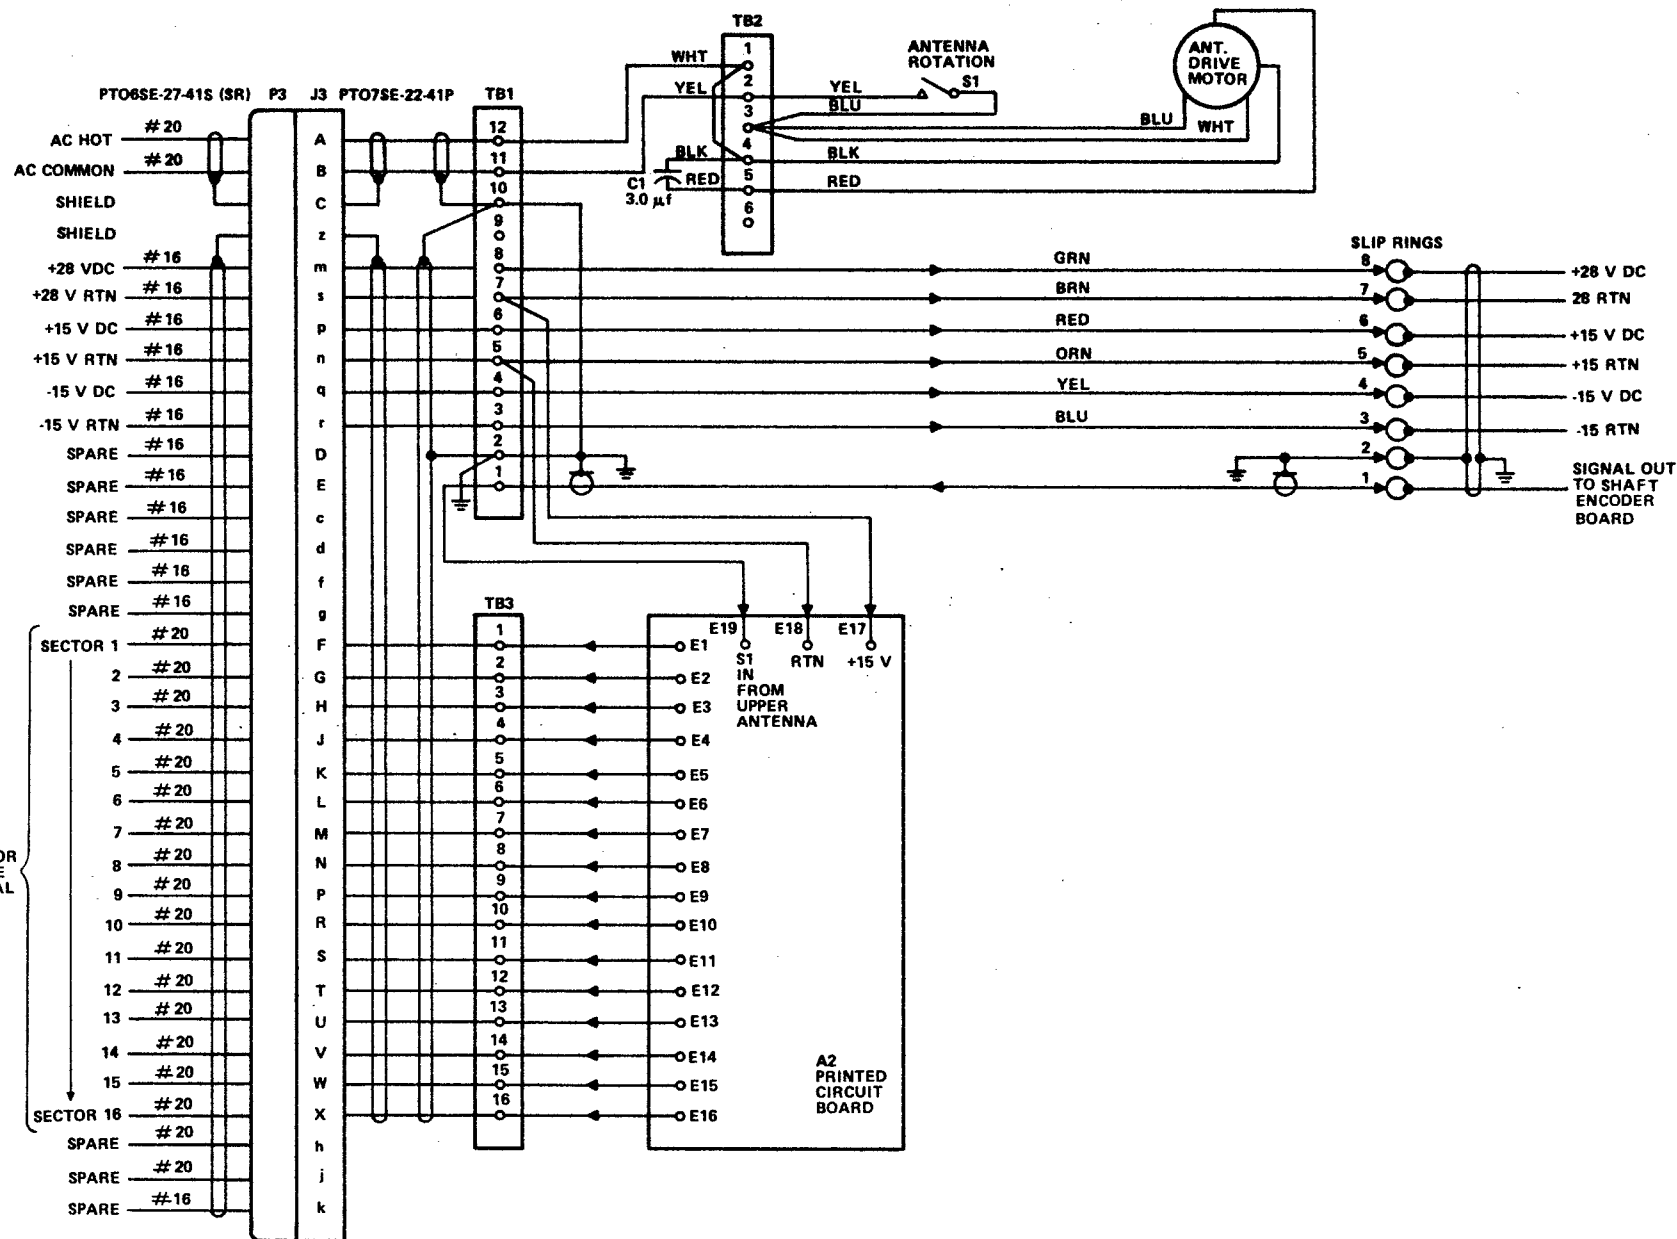 TB2
1
2
3
4
5
6
WHT
YEL
BLK
RED
C1
3.0 µf
ANTENNA
ROTATION
S1
YEL
BLU
BLK
RED
BLU
WHT
ANT.
DRIVE
MOTOR
PTO6SE-27-41S (SR) P3 J3 PTO7SE-22-41P TB1
AC HOT #20 A 12
AC COMMON #20 B 11
SHIELD C 10
SHIELD z 9
+28 VDC #16 m 8
+28 V RTN #16 s 7
+15 V DC #16 p 6
+15 V RTN #16 n 5
-15 V DC #16 q 4
-15 V RTN #16 r 3
SPARE #16 D 2
SPARE #16 E 1
SPARE #16 c
SPARE #16 d
SPARE #16 f
SPARE #16 g
SLIP RINGS
GRN 8 +28 V DC
BRN 7 28 RTN
RED 6 +15 V DC
ORN 5 +15 RTN
YEL 4 -15 V DC
BLU 3 -15 RTN
2
1
SIGNAL OUT
TO SHAFT
ENCODER
BOARD
TB3
SECTOR 1 #20 F 1 E1
2 #20 G 2 E2
3 #20 H 3 E3
4 #20 J 4 E4
5 #20 K 5 E5
6 #20 L 6 E6
7 #20 M 7 E7
8 #20 N 8 E8
9 #20 P 9 E9
10 #20 R 10 E10
11 #20 S 11 E11
12 #20 T 12 E12
13 #20 U 13 E13
14 #20 V 14 E14
15 #20 W 15 E15
SECTOR 16 #20 X 16 E16
SPARE #20 h
SPARE #20 j
SPARE #16 k
E19 E18 E17
S1
IN
FROM
UPPER
ANTENNA
RTN
+15 V
A2
PRINTED
CIRCUIT
BOARD